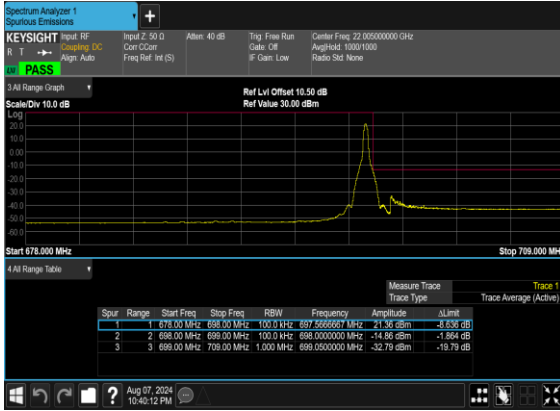 Spectrum Analyzer 1
Spurious Emissions
+
KEYSIGHT
R T
PASS
Input: RF
Coupling: DC
Align: Auto
Input Z: 50 Ω
Corr CCorr
Freq Ref: Int (S)
Atten: 40 dB
Trig: Free Run
Gate: Off
IF Gain: Low
Center Freq: 22.005000000 GHz
Avg|Hold: 1000/1000
Radio Std: None
3 All Range Graph
Scale/Div 10.0 dB
Ref Lvl Offset 10.50 dB
Ref Value 30.00 dBm
Log
20.0
10.0
0.00
-10.0
-20.0
-30.0
-40.0
-50.0
-60.0
Start 678.000 MHz
Stop 709.000 MH
4 All Range Table
Measure Trace Trace 1
Trace Type Trace Average (Active)
Spur Range Start Freq Stop Freq RBW Frequency Amplitude ΔLimit
1 1 678.00 MHz 698.00 MHz 100.0 kHz 697.5666667 MHz 21.36 dBm -8.636 dB
2 2 698.00 MHz 699.00 MHz 100.0 kHz 698.0000000 MHz -14.86 dBm -1.864 dB
3 3 699.00 MHz 709.00 MHz 1.000 MHz 699.0500000 MHz -32.79 dBm -19.79 dB
?
Aug 07, 2024
10:40:12 PM